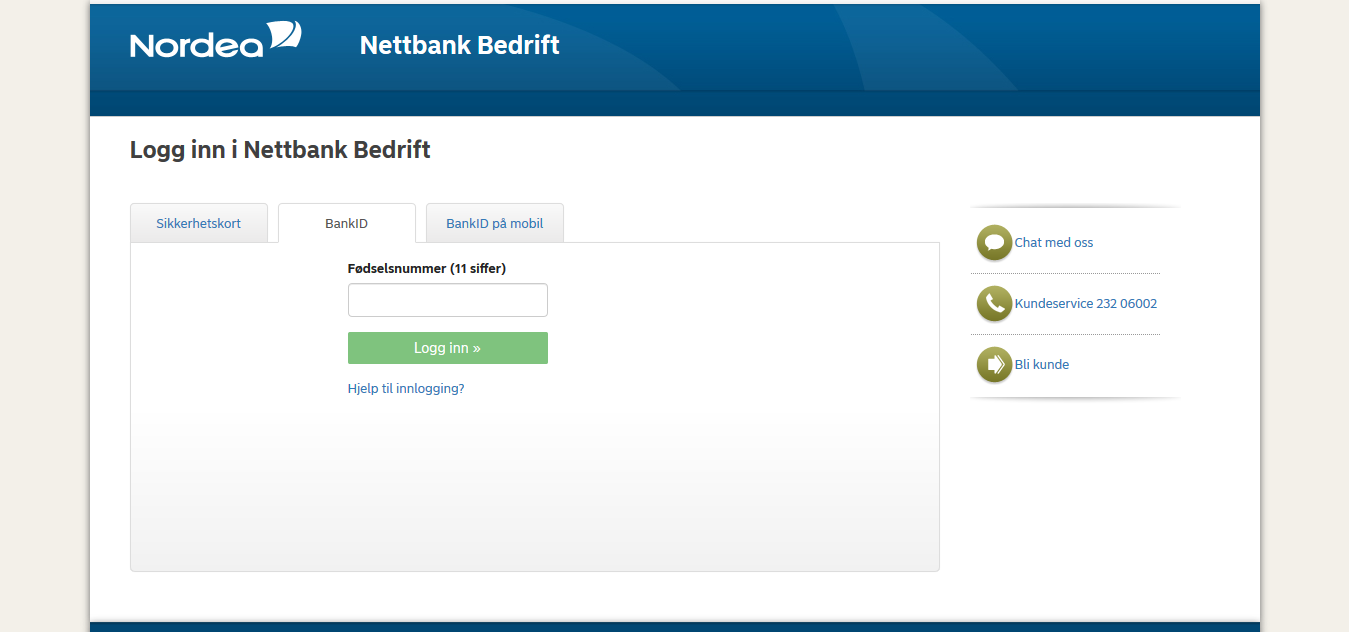 Nordea
Nettbank Bedrift
Logg inn i Nettbank Bedrift
Sikkerhetskort
BankID
BankID på mobil
Fødselsnummer (11 siffer)
Logg inn »
Hjelp til innlogging?
Chat med oss
Kundeservice 232 06002
Bli kunde